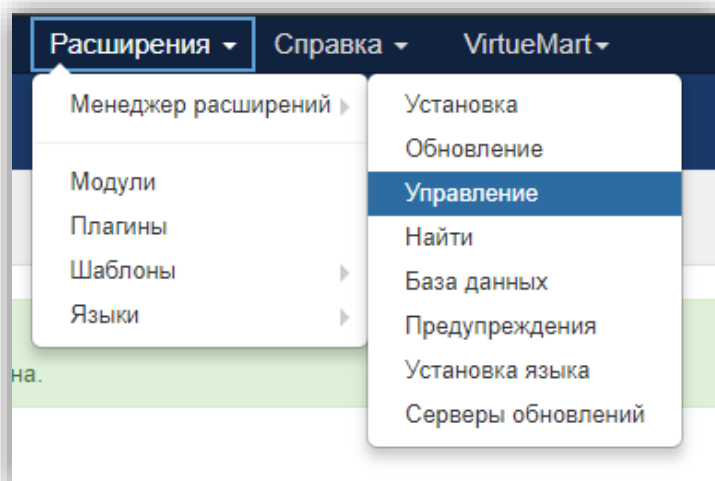 Расширения Справка VirtueMart
Менеджер расширений
Модули
Плагины
Шаблоны
Языки
Установка
Обновление
Управление
Найти
База данных
Предупреждения
Установка языка
Серверы обновлений
на.